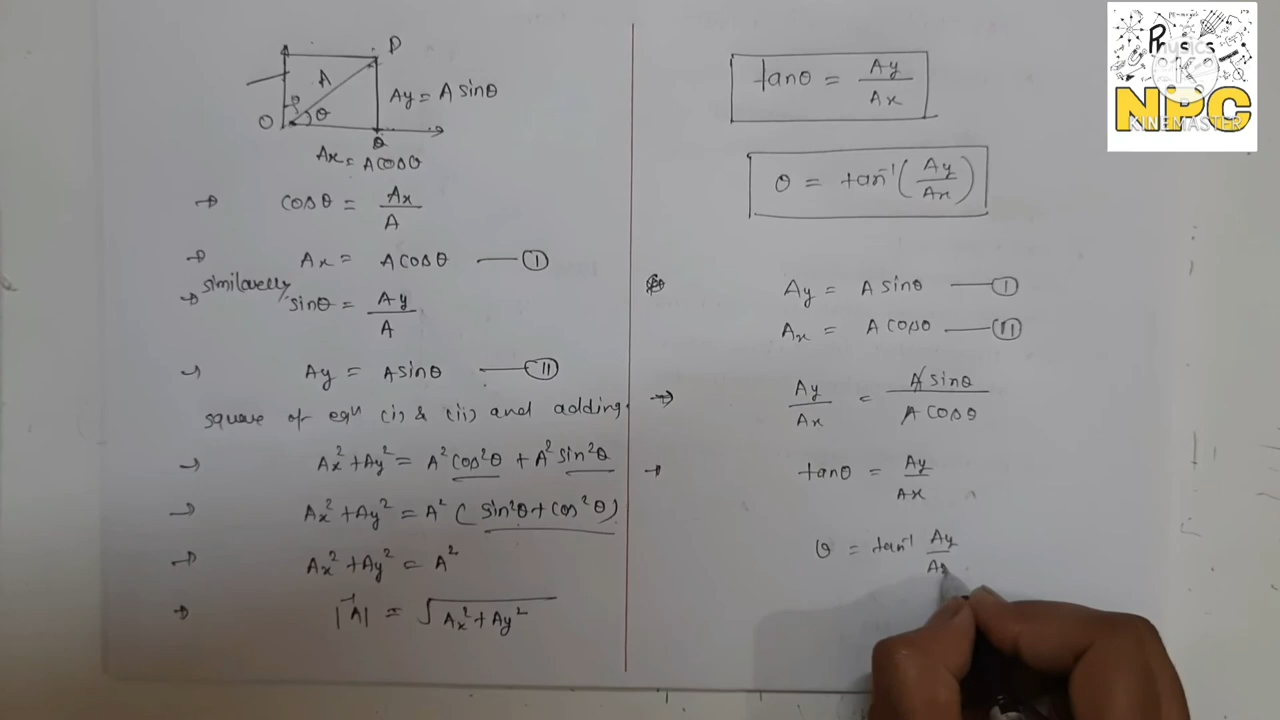 P
A
θ
θ
O
Ay = A sinθ
Q
Ax = A cosθ
→ cosθ = Ax/A
→ Ax = A cosθ —— (I)
similarely
→ sinθ = Ay/A
→ Ay = A sinθ —— (II)
square of eqⁿ (i) & (ii) and adding.
→ Ax² + Ay² = A² cos²θ + A² sin²θ
→ Ax² + Ay² = A² ( sin²θ + cos²θ )
→ Ax² + Ay² = A²
→ |A⃗| = √Ax² + Ay²
tanθ = Ay/Ax
θ = tan⁻¹ (Ay/Ax)
Ay = A sinθ —— (I)
Ax = A cosθ —— (II)
→ Ay/Ax = A sinθ / A cosθ
→ tanθ = Ay/Ax
θ = tan⁻¹ Ay/Ax
Physics
K
NPC
KINEMASTER